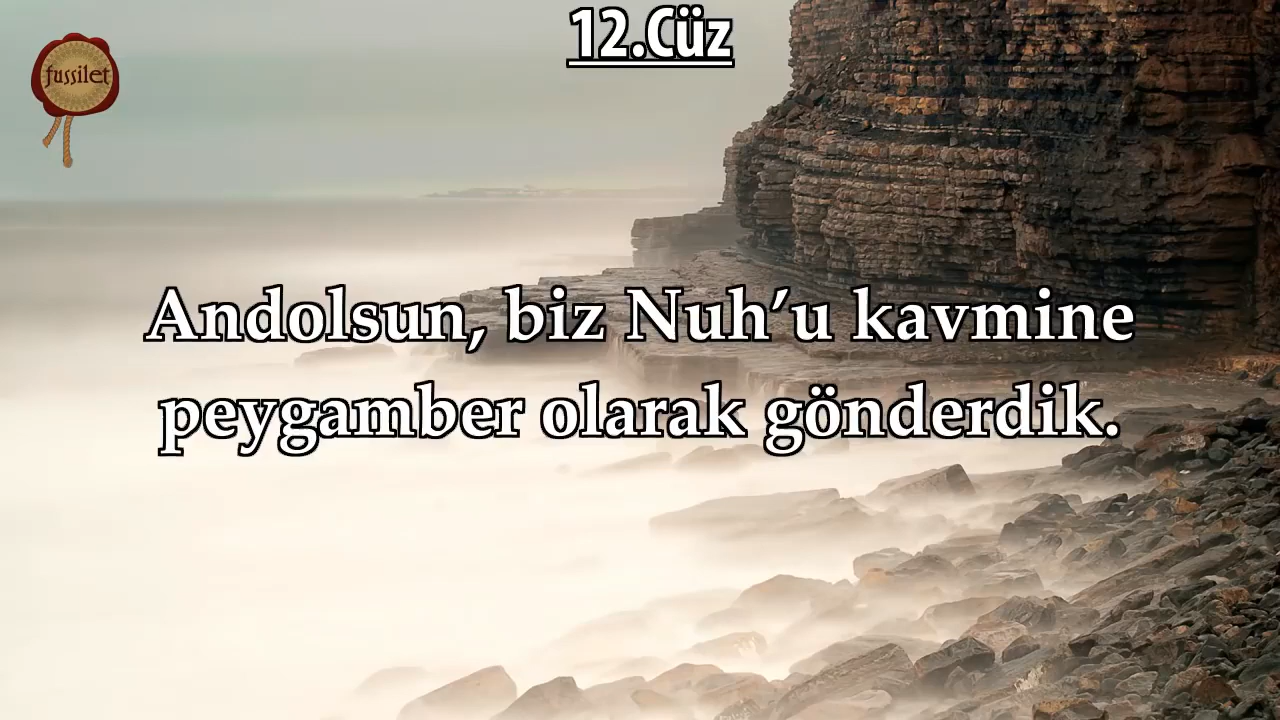 12.Cüz
fussilet
Andolsun, biz Nuh’u kavmine
peygamber olarak gönderdik.